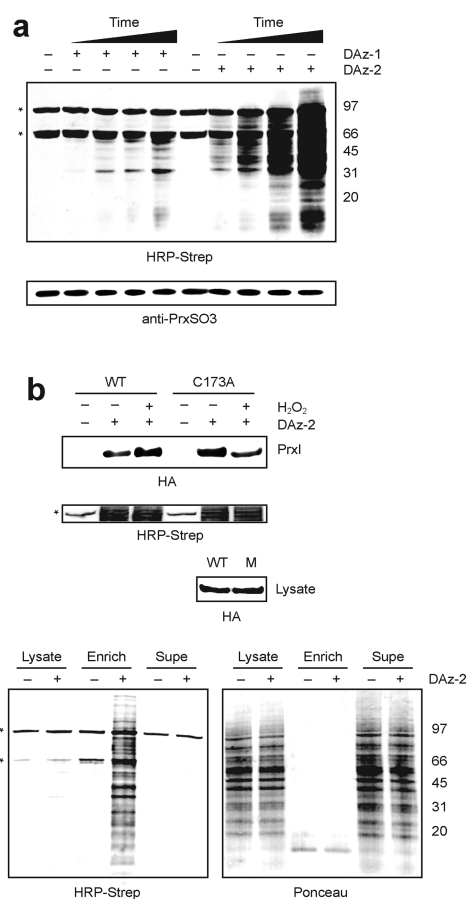 a
Time Time
– + + + + – – – – – DAz-1
– – – – – – + + + + DAz-2
* 97
* 66
45
31
20
HRP-Strep
anti-PrxSO3
b
WT C173A
– – + – – + H2O2
– + + – + + DAz-2
PrxI
HA
*
HRP-Strep
WT M
Lysate
HA
Lysate Enrich Supe Lysate Enrich Supe
– + – + – + – + – + – + DAz-2
* 97
* 66
45
31
20
HRP-Strep Ponceau